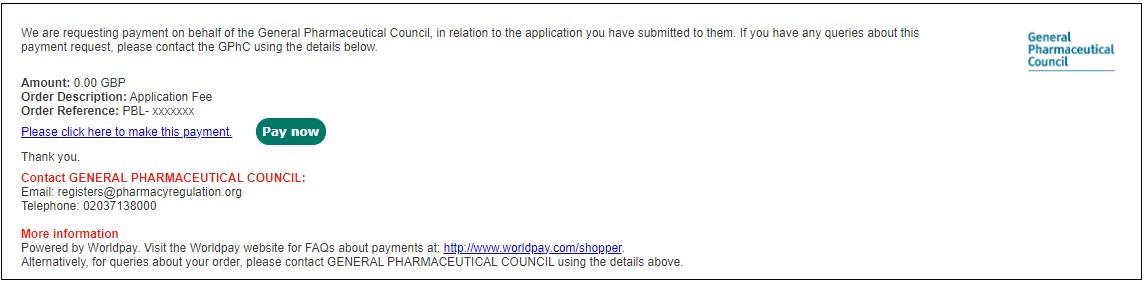 We are requesting payment on behalf of the General Pharmaceutical Council, in relation to the application you have submitted to them. If you have any queries about this
payment request, please contact the GPhC using the details below.
General
Pharmaceutical
Council
Amount: 0.00 GBP
Order Description: Application Fee
Order Reference: PBL- xxxxxxx
Please click here to make this payment. Pay now
Thank you.
Contact GENERAL PHARMACEUTICAL COUNCIL:
Email: registers@pharmacyregulation.org
Telephone: 02037138000
More information
Powered by Worldpay. Visit the Worldpay website for FAQs about payments at: http://www.worldpay.com/shopper.
Alternatively, for queries about your order, please contact GENERAL PHARMACEUTICAL COUNCIL using the details above.